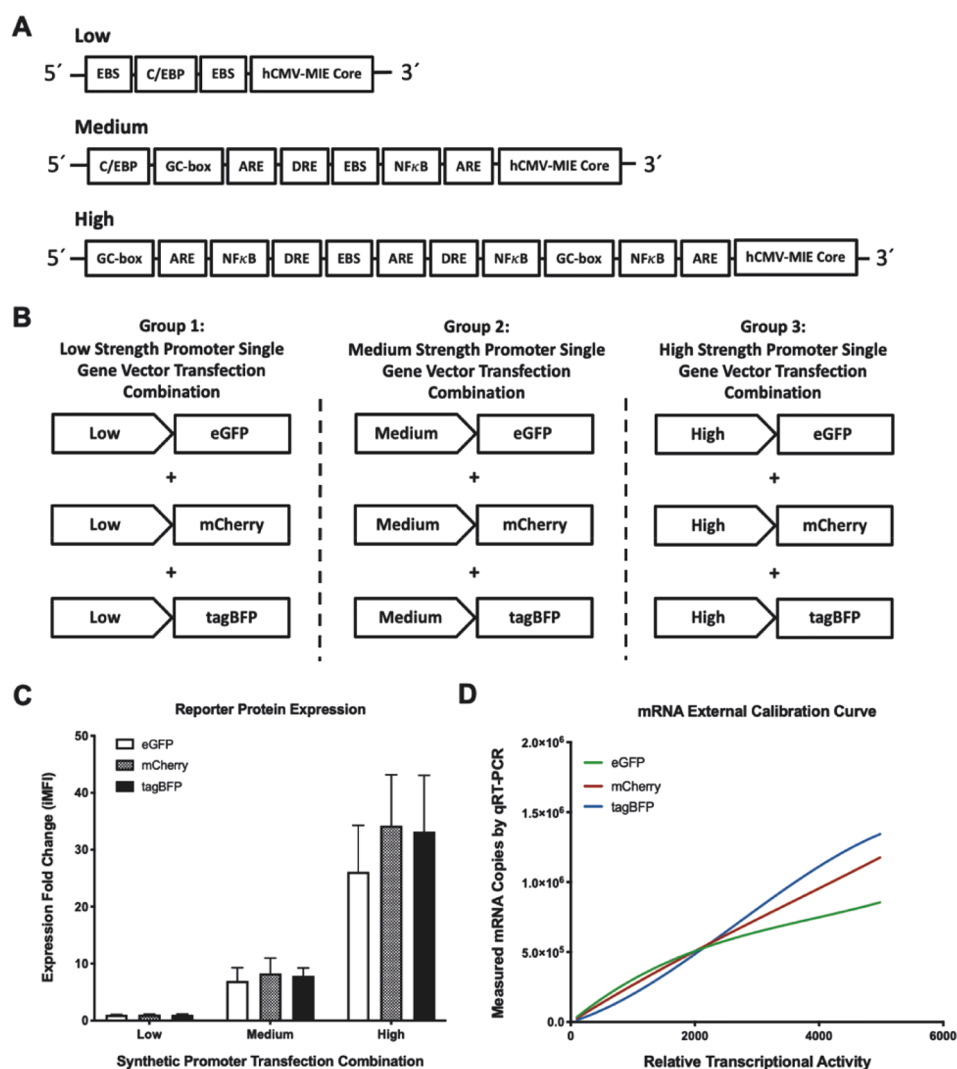 A
Low
5´ EBS C/EBP EBS hCMV-MIE Core 3´
Medium
5´ C/EBP GC-box ARE DRE EBS NFκB ARE hCMV-MIE Core 3´
High
5´ GC-box ARE NFκB DRE EBS ARE DRE NFκB GC-box NFκB ARE hCMV-MIE Core 3´
B
Group 1:
Low Strength Promoter Single
Gene Vector Transfection
Combination
Low eGFP
+
Low mCherry
+
Low tagBFP
Group 2:
Medium Strength Promoter Single
Gene Vector Transfection
Combination
Medium eGFP
+
Medium mCherry
+
Medium tagBFP
Group 3:
High Strength Promoter Single
Gene Vector Transfection
Combination
High eGFP
+
High mCherry
+
High tagBFP
C
Reporter Protein Expression
Expression Fold Change (iMFI)
50
40
30
20
10
0
eGFP
mCherry
tagBFP
Low Medium High
Synthetic Promoter Transfection Combination
D
mRNA External Calibration Curve
Measured mRNA Copies by qRT-PCR
2.0×10⁶
1.5×10⁶
1.0×10⁶
5.0×10⁵
0.0
eGFP
mCherry
tagBFP
0 2000 4000 6000
Relative Transcriptional Activity